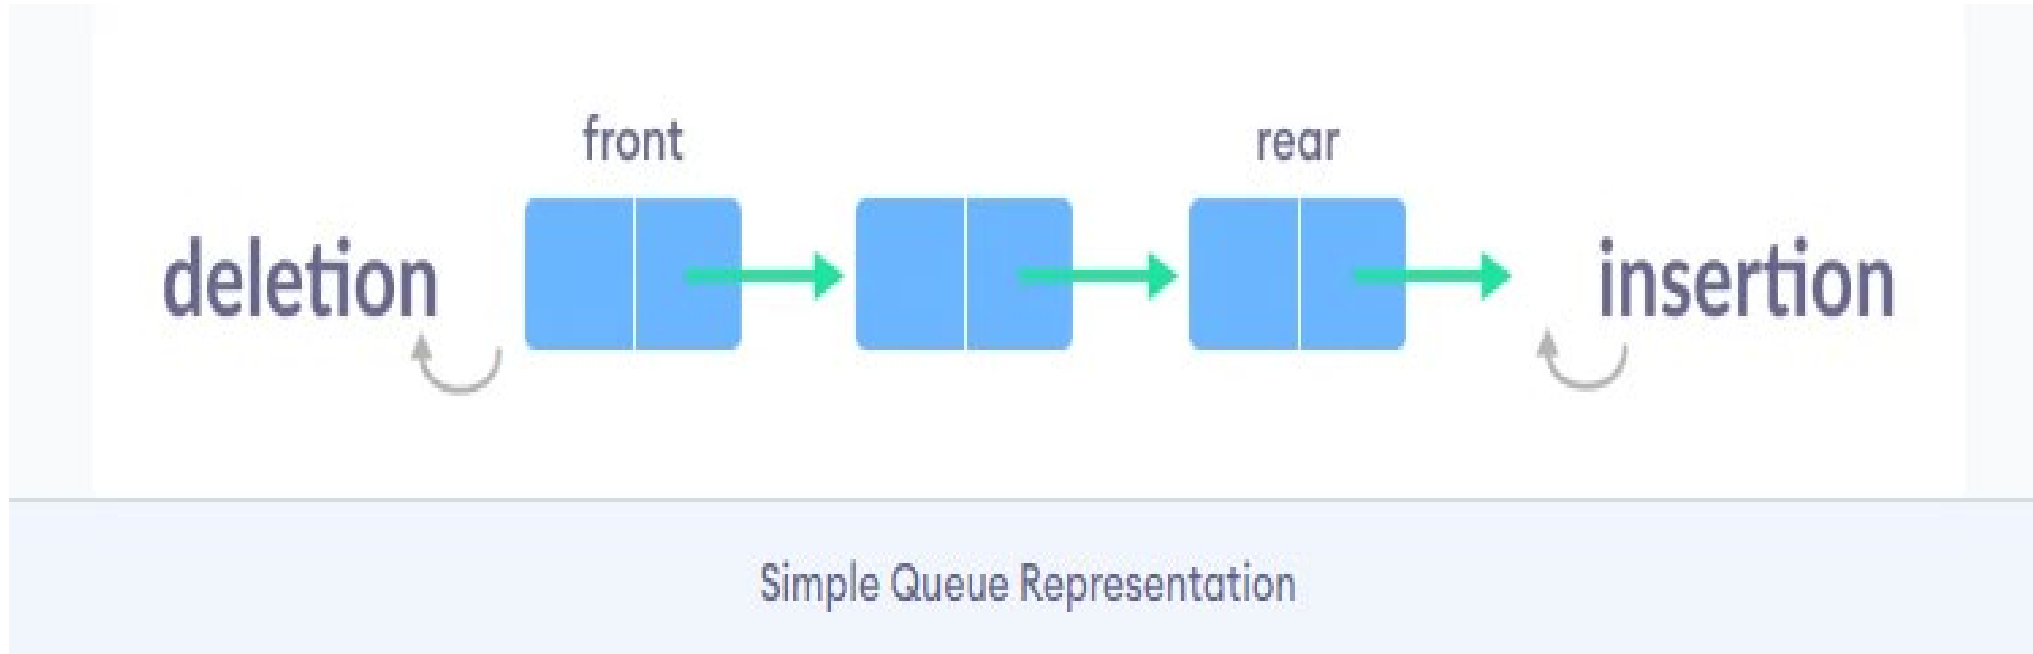 front
rear
deletion
insertion
Simple Queue Representation